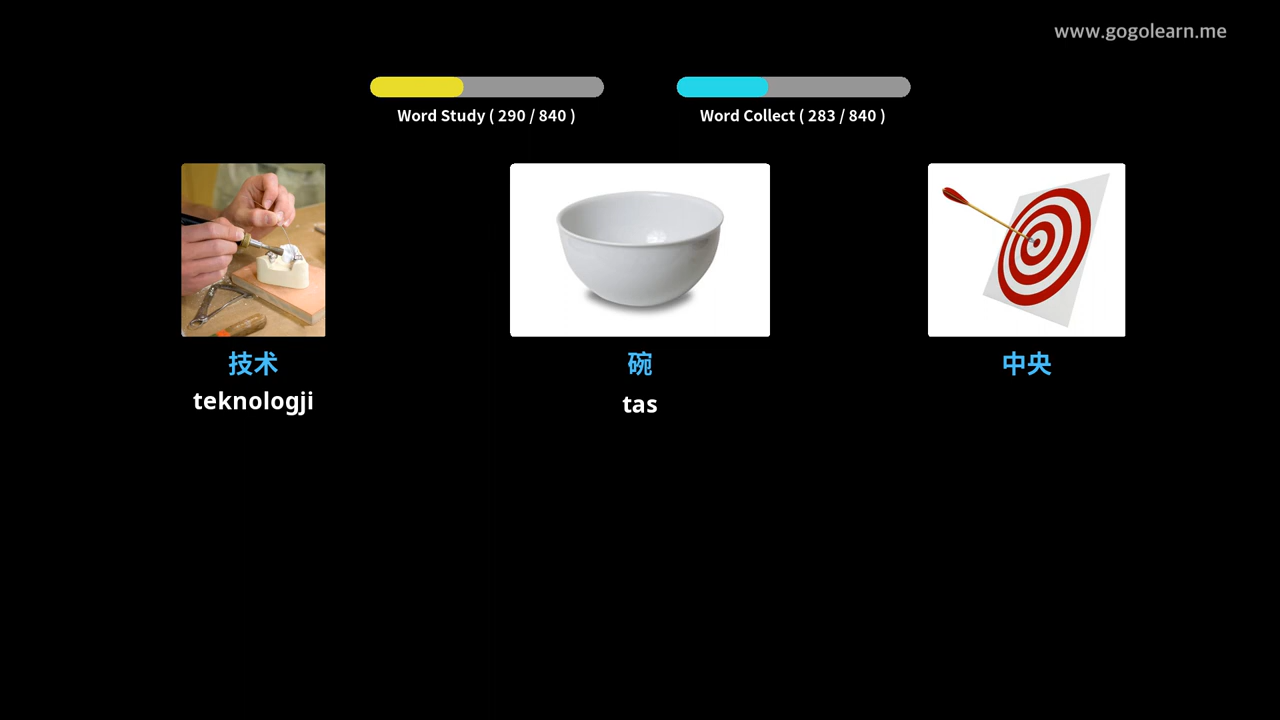 www.gogolearn.me
Word Study ( 290 / 840 )
Word Collect ( 283 / 840 )
技术
碗
中央
teknologji
tas